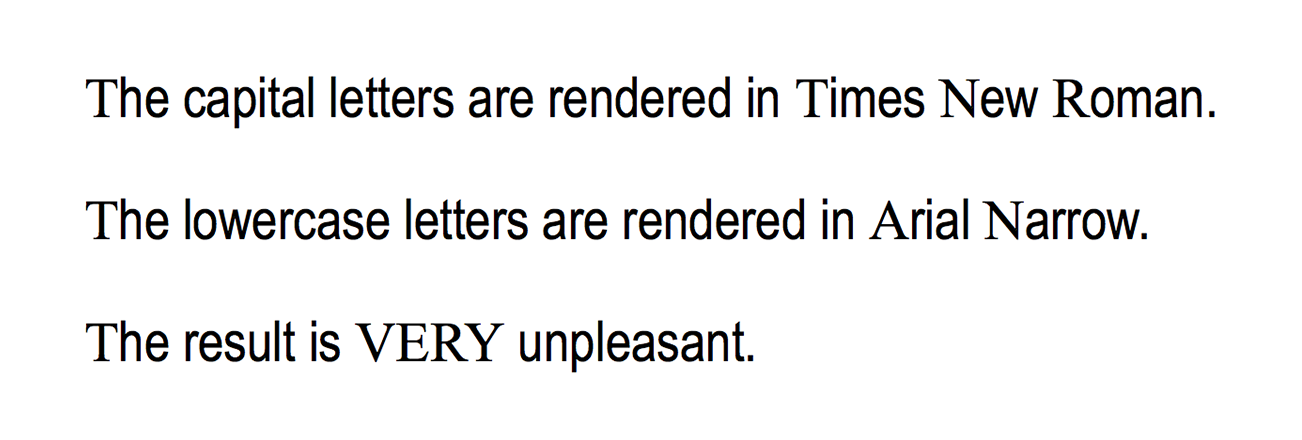 The capital letters are rendered in Times New Roman.
The lowercase letters are rendered in Arial Narrow.
The result is VERY unpleasant.